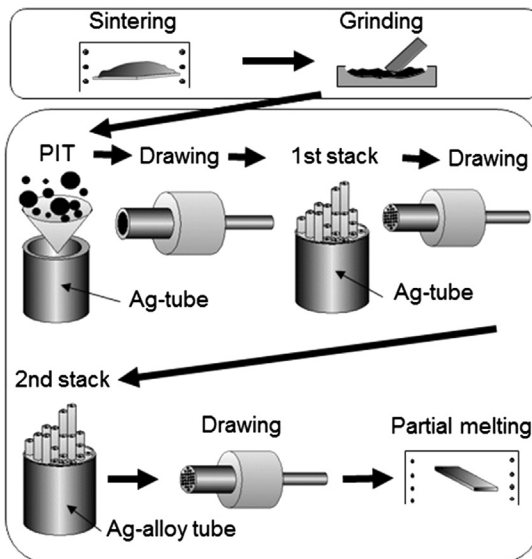 Sintering
Grinding
PIT
Drawing
1st stack
Drawing
Ag-tube
Ag-tube
2nd stack
Drawing
Partial melting
Ag-alloy tube